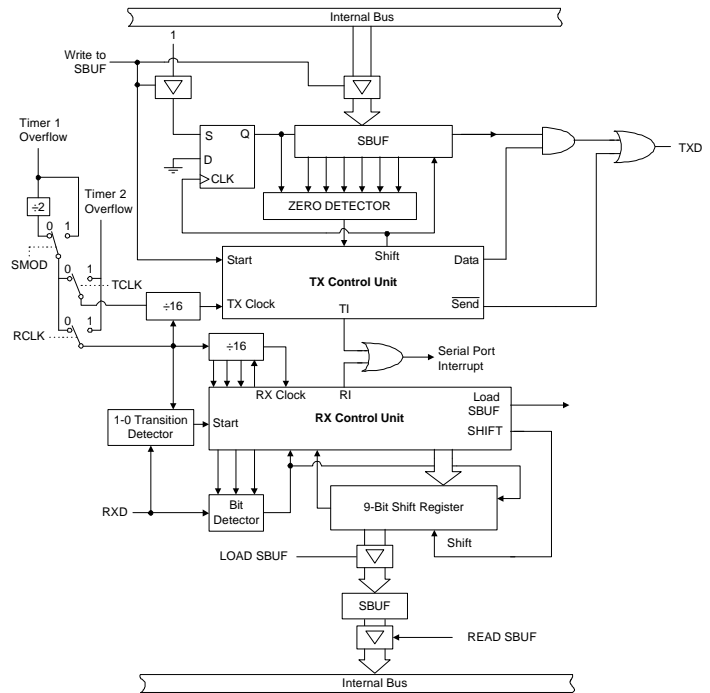 Internal Bus
1
Write to
SBUF
S
Q
D
CLK
SBUF
TXD
Timer 1
Overflow
Timer 2
Overflow
÷2
ZERO DETECTOR
0 1
SMOD
0 1
TCLK
Start
Shift
Data
TX Control Unit
÷16
TX Clock
TI
Send
RCLK
0 1
÷16
Serial Port
Interrupt
RX Clock
RI
Load
SBUF
RX Control Unit
1-0 Transition
Detector
Start
SHIFT
RXD
Bit
Detector
9-Bit Shift Register
Shift
LOAD SBUF
SBUF
READ SBUF
Internal Bus